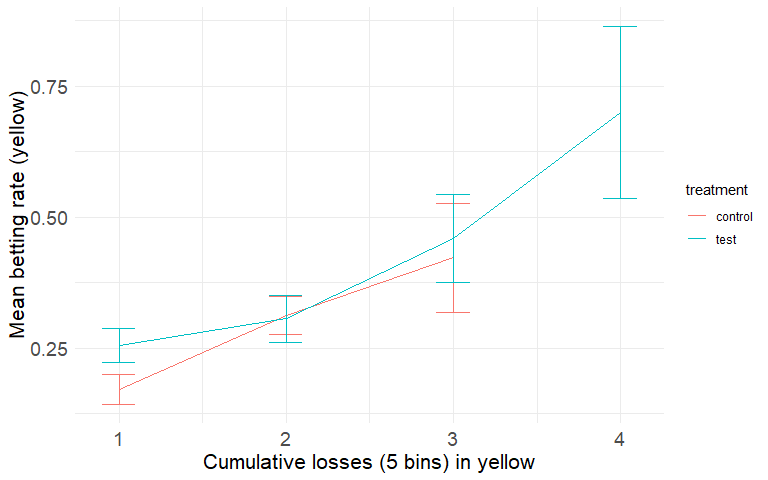 Mean betting rate (yellow)
0.75
0.50
0.25
1 2 3 4
Cumulative losses (5 bins) in yellow
treatment
control
test